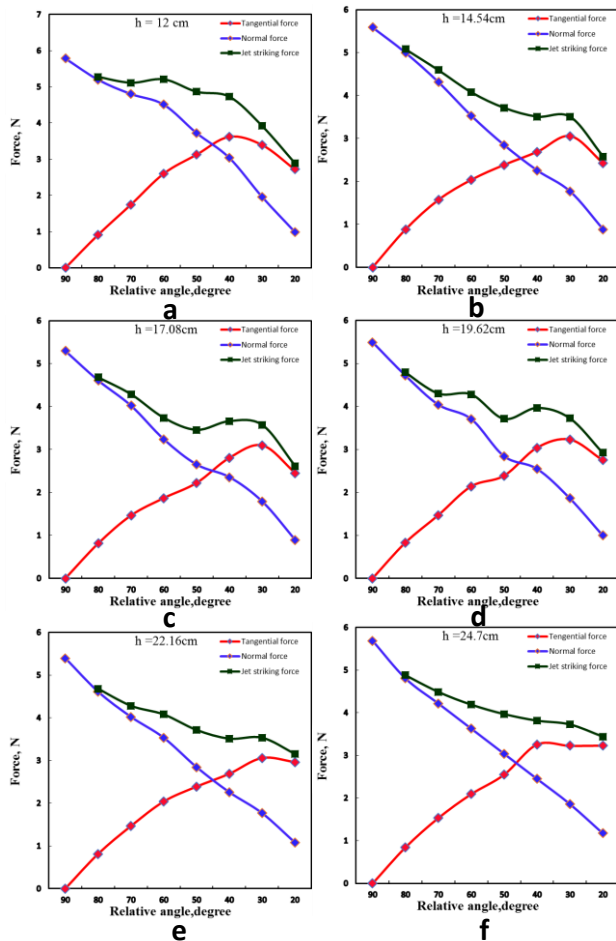 h = 12 cm
Tangential force
Normal force
Jet striking force
Force, N
7
6
5
4
3
2
1
0
90 80 70 60 50 40 30 20
Relative angle,degree
a
h =14.54cm
Tangential force
Normal force
Jet striking force
Force, N
6
5
4
3
2
1
0
90 80 70 60 50 40 30 20
Relative angle,degree
b
h =17.08cm
Tangential force
Normal force
Jet striking force
Force, N
6
5
4
3
2
1
0
90 80 70 60 50 40 30 20
Relative angle,degree
c
h =19.62cm
Tangential force
Normal force
Jet striking force
Force, N
6
5
4
3
2
1
0
90 80 70 60 50 40 30 20
Relative angle,degree
d
h =22.16cm
Tangential force
Normal force
Jet striking force
Force, N
6
5
4
3
2
1
0
90 80 70 60 50 40 30 20
Relative angle,degree
e
h =24.7cm
Tangential force
Normal force
Jet striking force
Force, N
6
5
4
3
2
1
0
90 80 70 60 50 40 30 20
Relative angle,degree
f